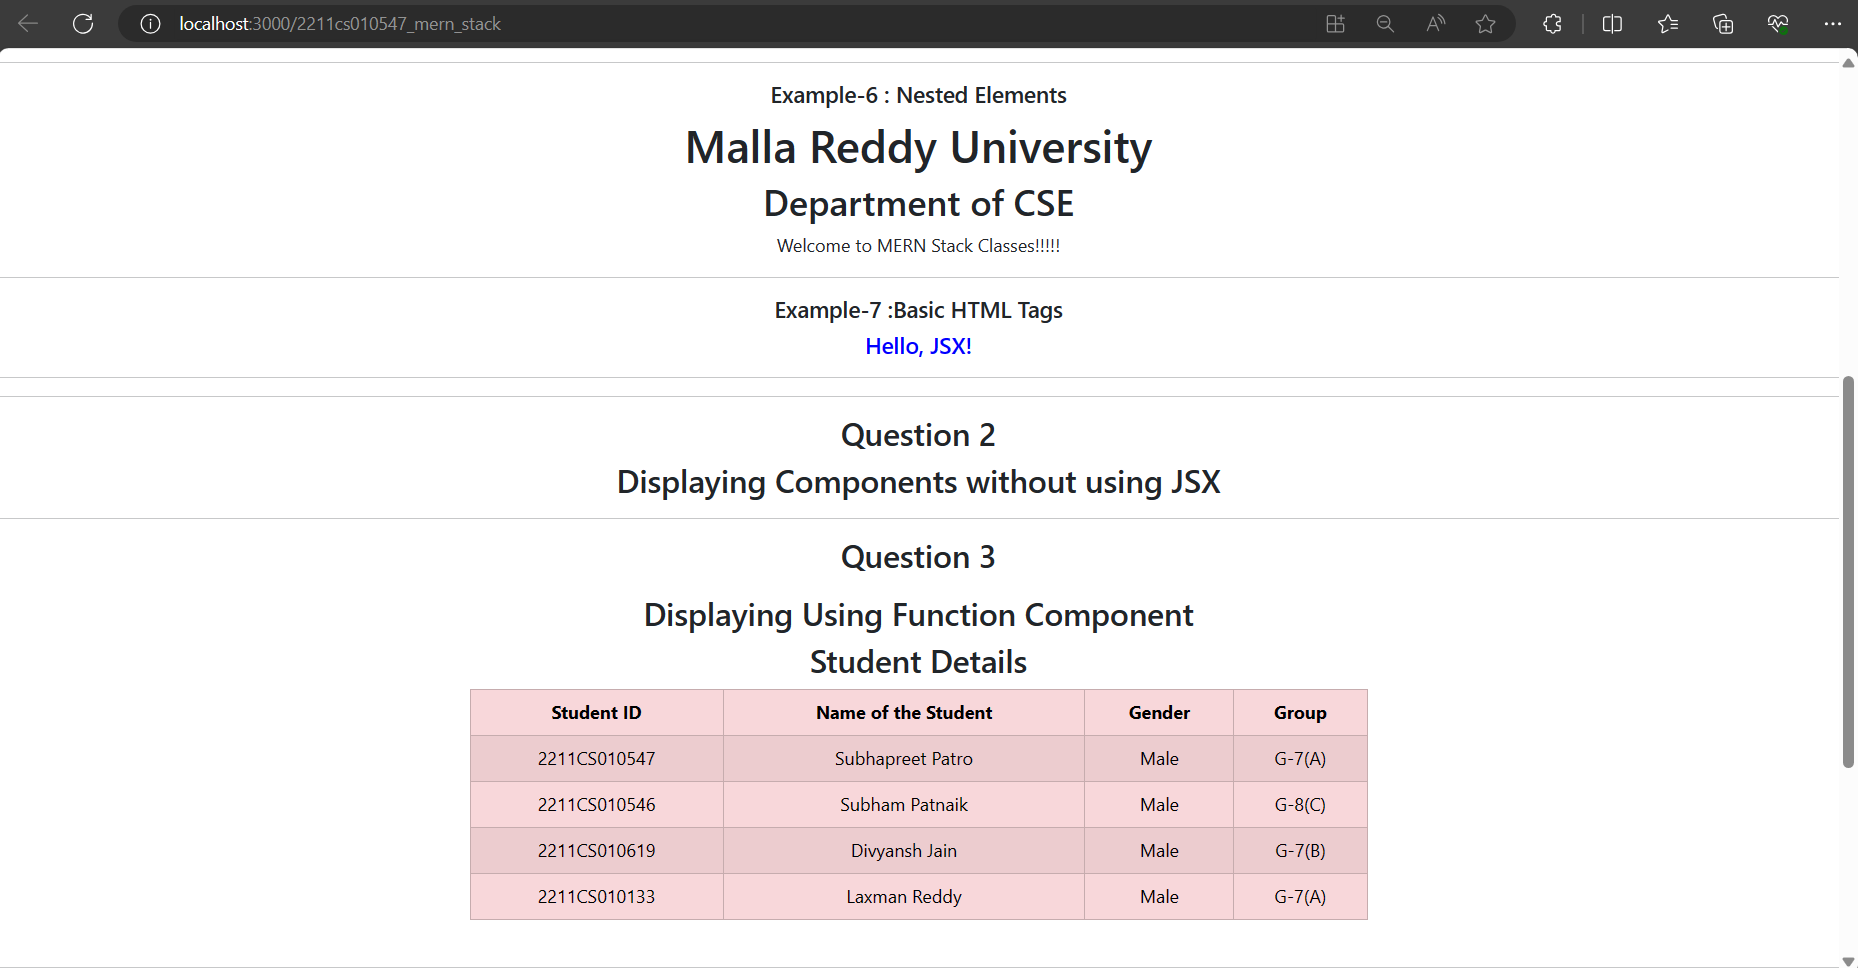 localhost:3000/2211cs010547_mern_stack
Example-6 : Nested Elements
Malla Reddy University
Department of CSE
Welcome to MERN Stack Classes!!!!!
Example-7 :Basic HTML Tags
Hello, JSX!
Question 2
Displaying Components without using JSX
Question 3
Displaying Using Function Component
Student Details
Student ID Name of the Student Gender Group
2211CS010547 Subhapreet Patro Male G-7(A)
2211CS010546 Subham Patnaik Male G-8(C)
2211CS010619 Divyansh Jain Male G-7(B)
2211CS010133 Laxman Reddy Male G-7(A)